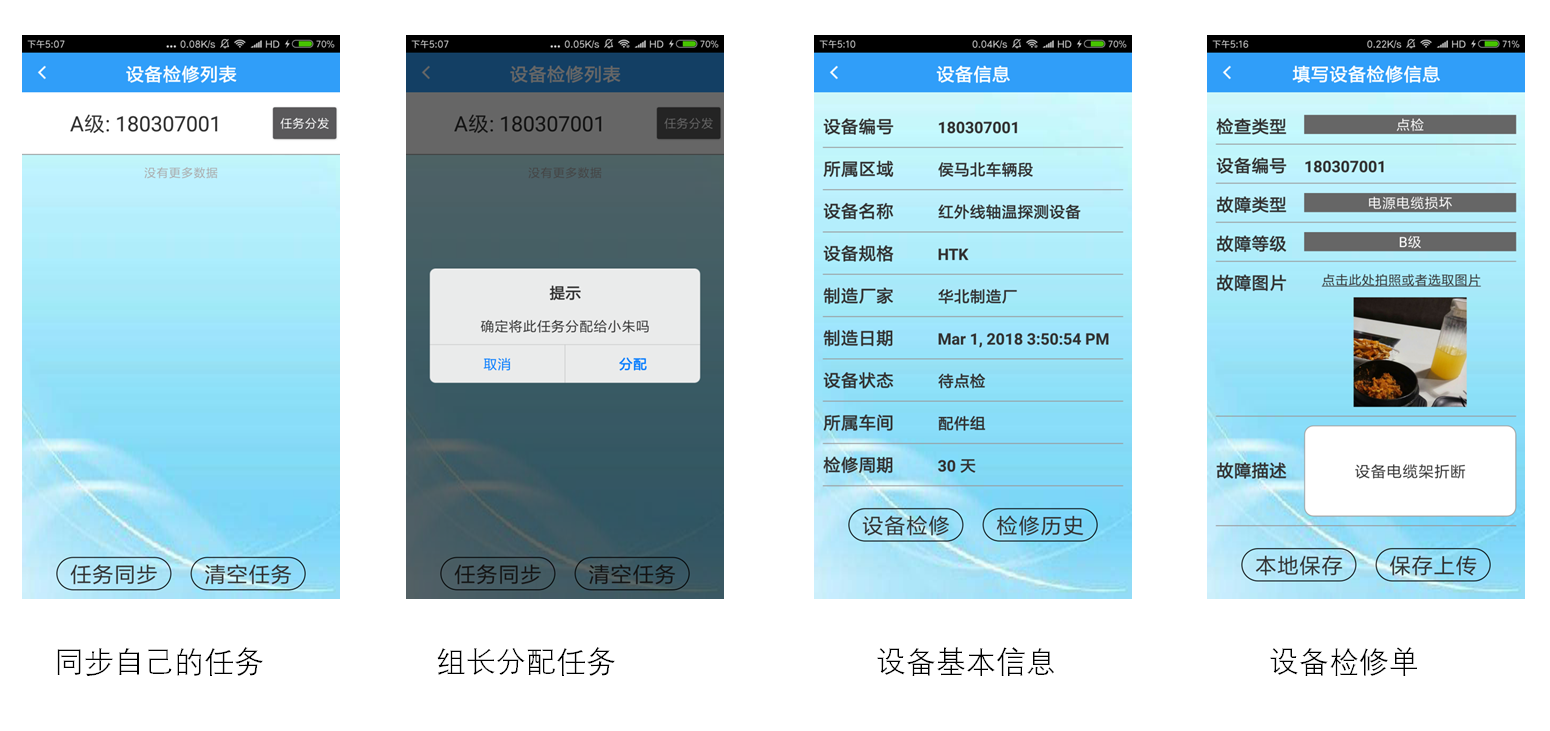 下午5:07
... 0.08K/s HD 70%
设备检修列表
A级: 180307001
任务分发
没有更多数据
任务同步
清空任务
同步自己的任务
下午5:07
... 0.05K/s HD 70%
设备检修列表
A级: 180307001
任务分发
没有更多数据
提示
确定将此任务分配给小朱吗
取消
分配
任务同步
清空任务
组长分配任务
下午5:10
0.04K/s HD 70%
设备信息
设备编号 180307001
所属区域 侯马北车辆段
设备名称 红外线轴温探测设备
设备规格 HTK
制造厂家 华北制造厂
制造日期 Mar 1, 2018 3:50:54 PM
设备状态 待点检
所属车间 配件组
检修周期 30 天
设备检修
检修历史
设备基本信息
下午5:16
0.22K/s HD 71%
填写设备检修信息
检查类型 点检
设备编号 180307001
故障类型 电源电缆损坏
故障等级 B级
故障图片 点击此处拍照或者选取图片
故障描述 设备电缆架折断
本地保存
保存上传
设备检修单